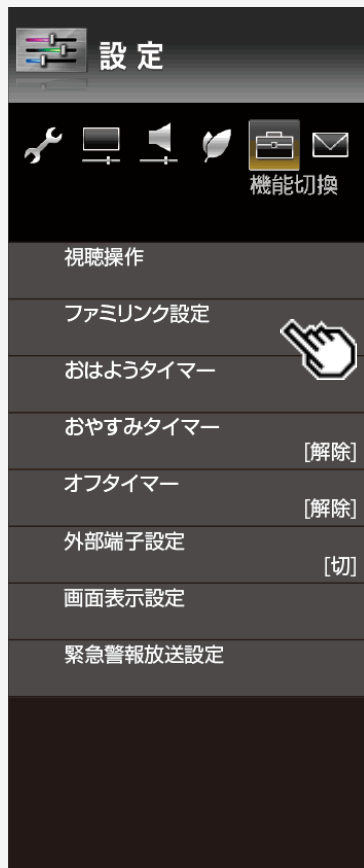 設定
機能切換
視聴操作
ファミリンク設定
おはようタイマー
おやすみタイマー
[解除]
オフタイマー
[解除]
外部端子設定
[切]
画面表示設定
緊急警報放送設定